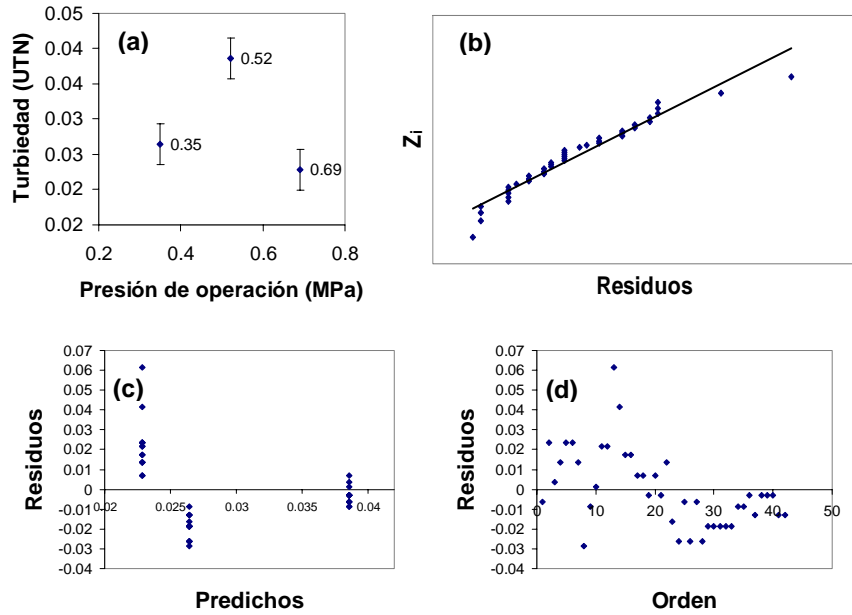 (a)
Turbiedad (UTN)
0.05
0.04
0.04
0.03
0.03
0.02
0.02
0.52
0.35
0.69
0.2 0.4 0.6 0.8
Presión de operación (MPa)
(b)
Zi
Residuos
(c)
Residuos
0.07
0.06
0.05
0.04
0.03
0.02
0.01
0
-0.01
-0.02
-0.03
-0.04
0.02 0.025 0.03 0.035 0.04
Predichos
(d)
Residuos
0.07
0.06
0.05
0.04
0.03
0.02
0.01
0
-0.01
-0.02
-0.03
-0.04
0 10 20 30 40 50
Orden